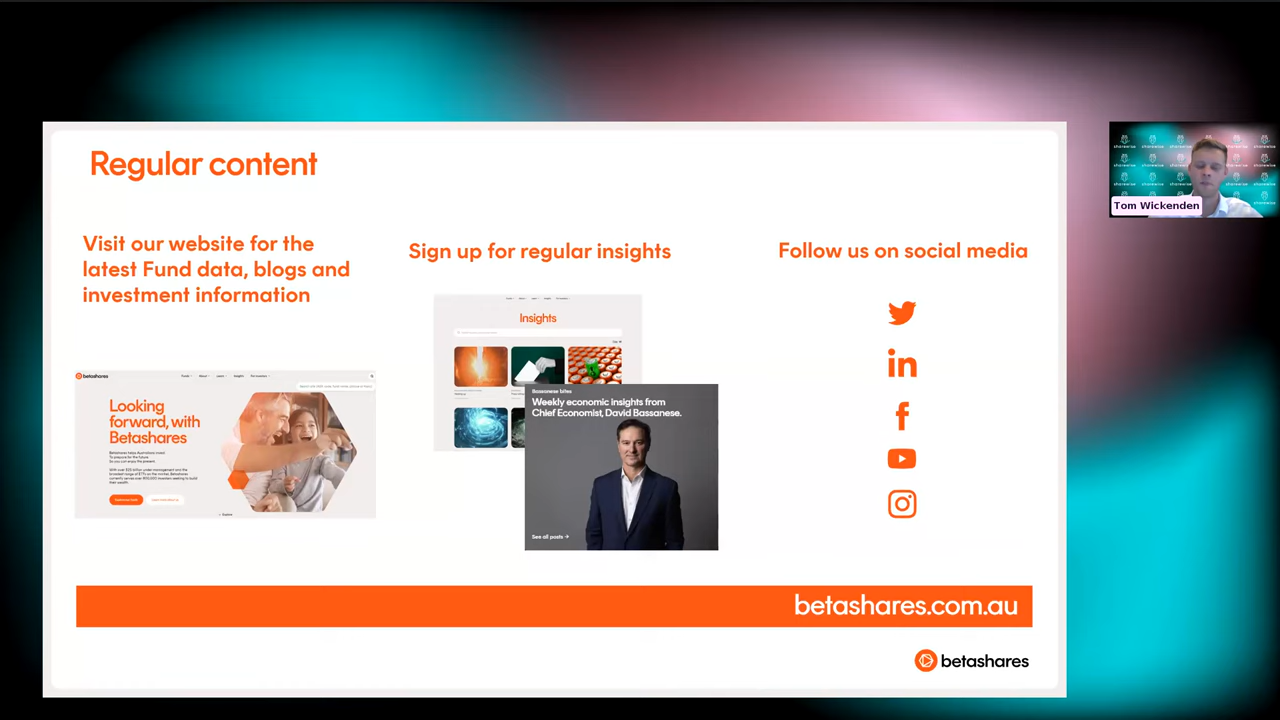 Regular content
Visit our website for the
latest Fund data, blogs and
investment information
betashares
Looking
forward, with
Betashares
Sign up for regular insights
Insights
Bassanese bites
Weekly economic insights from
Chief Economist, David Bassanese.
See all posts →
Follow us on social media
betashares.com.au
betashares
sharewise
Tom Wickenden